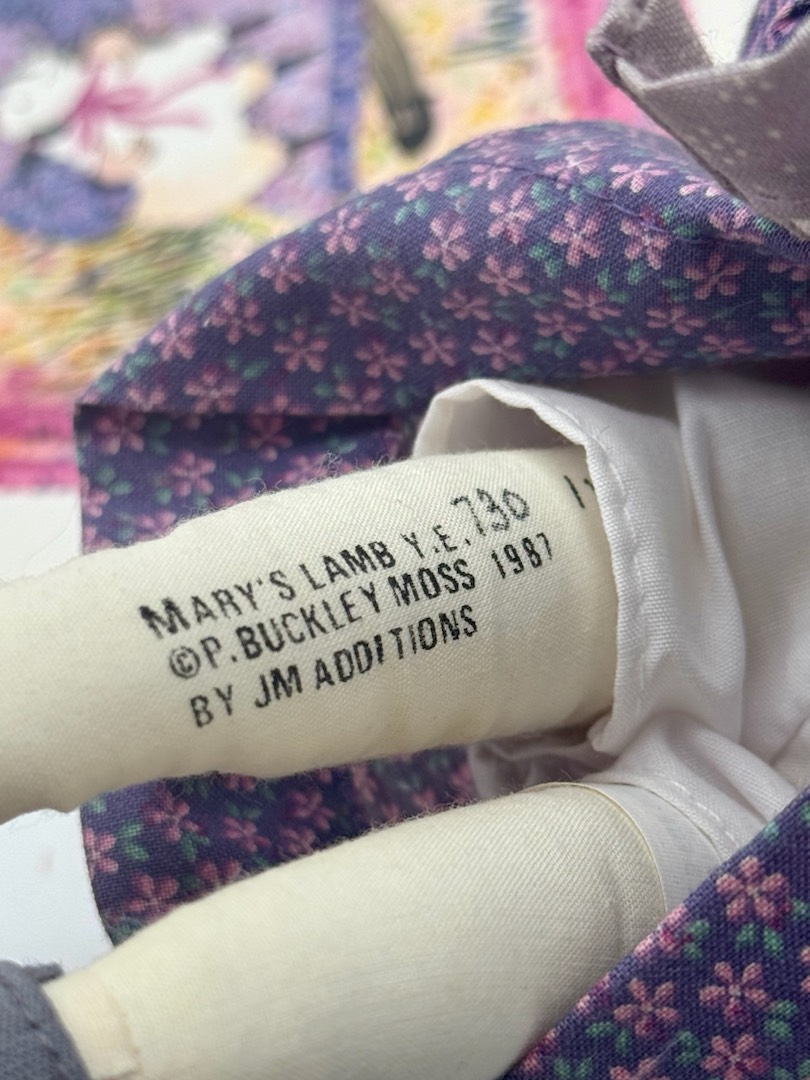 MARY'S LAMB Y.E. 730
©P. BUCKLEY MOSS 1987
BY JM ADDITIONS